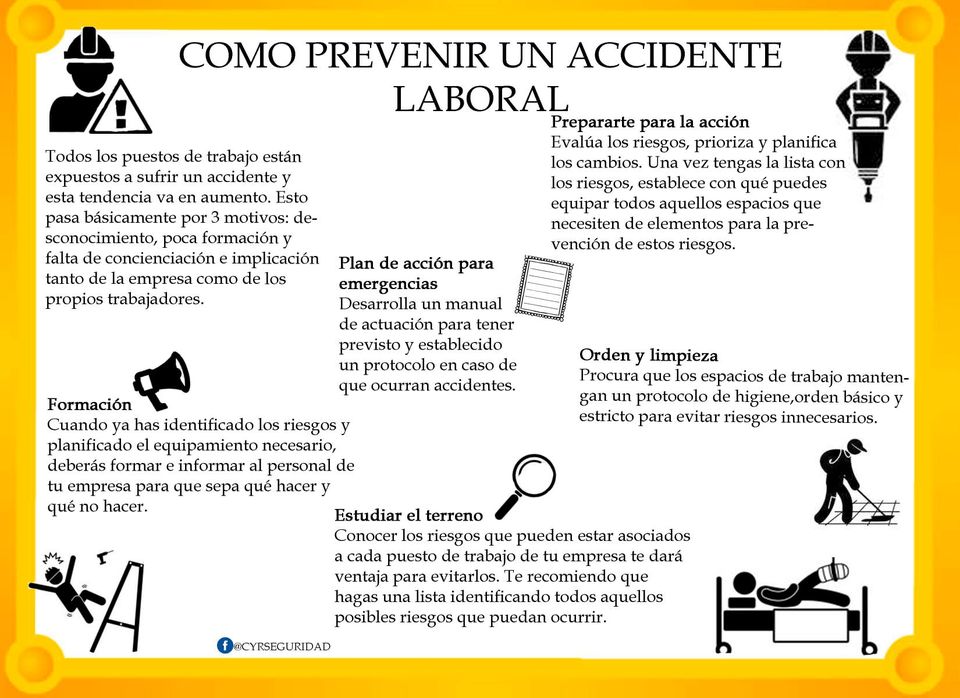 COMO PREVENIR UN ACCIDENTE
LABORAL
Todos los puestos de trabajo están
expuestos a sufrir un accidente y
esta tendencia va en aumento. Esto
pasa básicamente por 3 motivos: de-
sconocimiento, poca formación y
falta de concienciación e implicación
tanto de la empresa como de los
propios trabajadores.
Prepararte para la acción
Evalúa los riesgos, prioriza y planifica
los cambios. Una vez tengas la lista con
los riesgos, establece con qué puedes
equipar todos aquellos espacios que
necesiten de elementos para la pre-
vención de estos riesgos.
Plan de acción para
emergencias
Desarrolla un manual
de actuación para tener
previsto y establecido
un protocolo en caso de
que ocurran accidentes.
Orden y limpieza
Procura que los espacios de trabajo manten-
gan un protocolo de higiene,orden básico y
estricto para evitar riesgos innecesarios.
Formación
Cuando ya has identificado los riesgos y
planificado el equipamiento necesario,
deberás formar e informar al personal de
tu empresa para que sepa qué hacer y
qué no hacer.
Estudiar el terreno
Conocer los riesgos que pueden estar asociados
a cada puesto de trabajo de tu empresa te dará
ventaja para evitarlos. Te recomiendo que
hagas una lista identificando todos aquellos
posibles riesgos que puedan ocurrir.
f @CYRSEGURIDAD